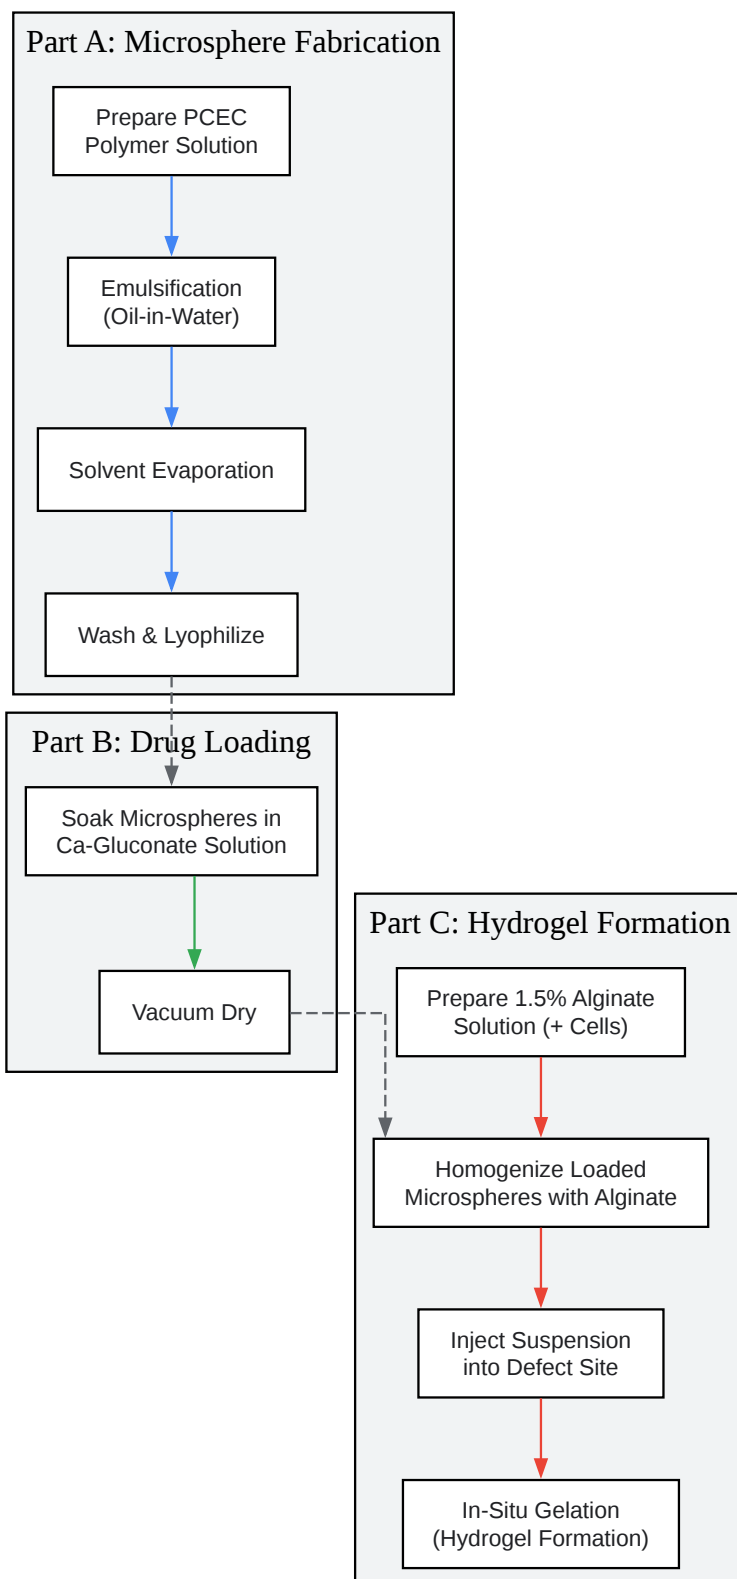 Part A: Microsphere Fabrication
Prepare PCEC
Polymer Solution
Emulsification
(Oil-in-Water)
Solvent Evaporation
Wash & Lyophilize
Part B: Drug Loading
Soak Microspheres in
Ca-Gluconate Solution
Vacuum Dry
Part C: Hydrogel Formation
Prepare 1.5% Alginate
Solution (+ Cells)
Homogenize Loaded
Microspheres with Alginate
Inject Suspension
into Defect Site
In-Situ Gelation
(Hydrogel Formation)